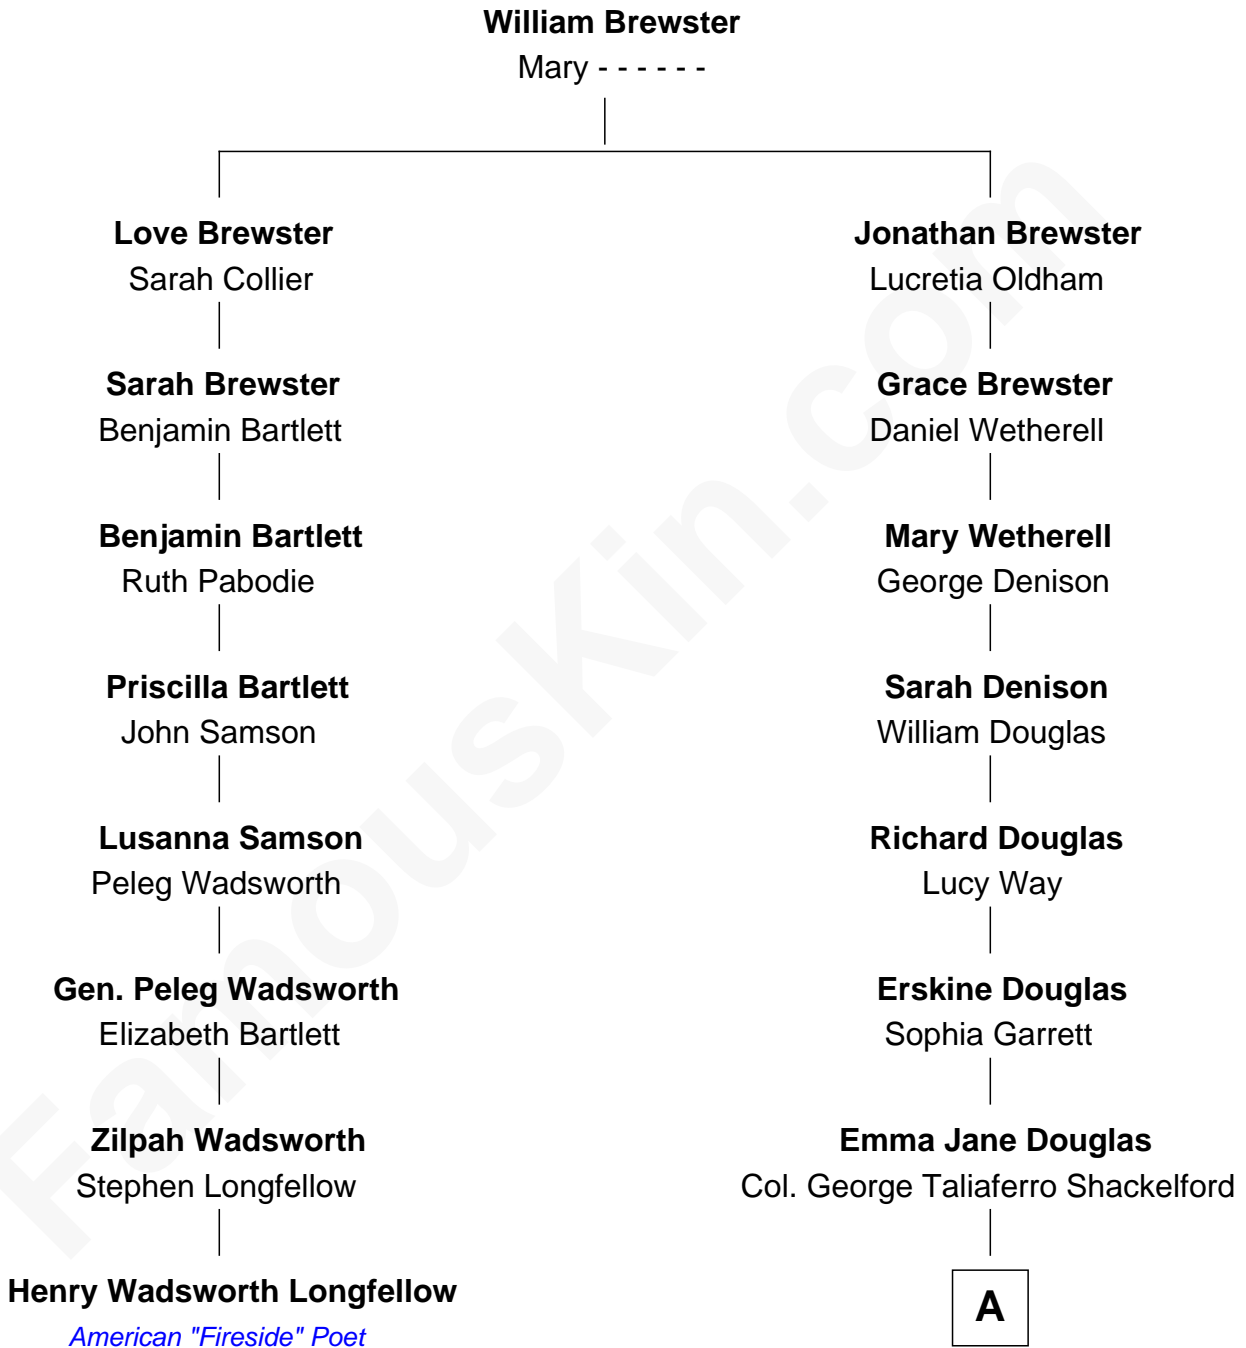 William Brewster
Mary - - - - - -
Love Brewster
Sarah Collier
Jonathan Brewster
Lucretia Oldham
Sarah Brewster
Benjamin Bartlett
Grace Brewster
Daniel Wetherell
Benjamin Bartlett
Ruth Pabodie
Mary Wetherell
George Denison
Priscilla Bartlett
John Samson
Sarah Denison
William Douglas
Lusanna Samson
Peleg Wadsworth
Richard Douglas
Lucy Way
Gen. Peleg Wadsworth
Elizabeth Bartlett
Erskine Douglas
Sophia Garrett
Zilpah Wadsworth
Stephen Longfellow
Emma Jane Douglas
Col. George Taliaferro Shackelford
Henry Wadsworth Longfellow
American "Fireside" Poet
A
FamousKin.com